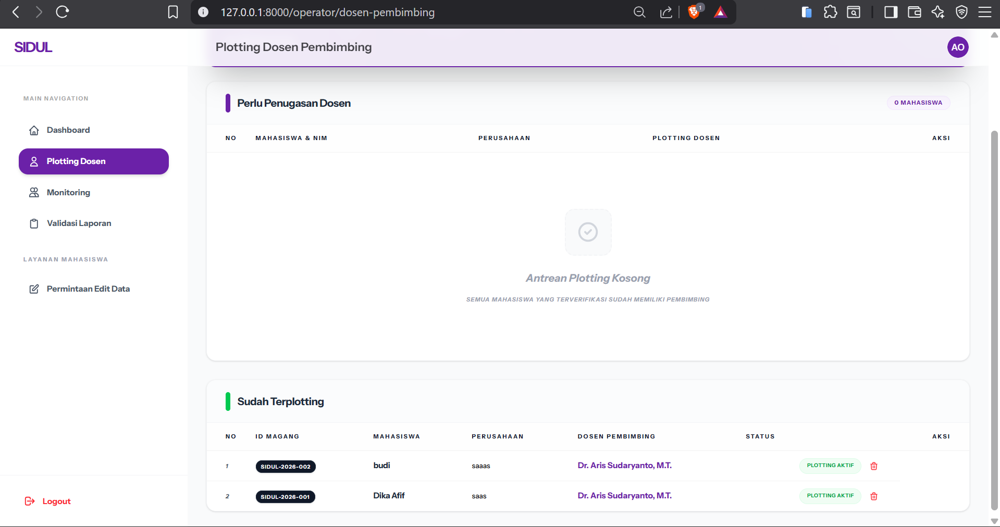 127.0.0.1:8000/operator/dosen-pembimbing
1
SIDUL
Plotting Dosen Pembimbing
AO
MAIN NAVIGATION
Dashboard
Plotting Dosen
Monitoring
Validasi Laporan
LAYANAN MAHASISWA
Permintaan Edit Data
Logout
Perlu Penugasan Dosen
0 MAHASISWA
NO MAHASISWA & NIM PERUSAHAAN PLOTTING DOSEN AKSI
Antrean Plotting Kosong
SEMUA MAHASISWA YANG TERVERIFIKASI SUDAH MEMILIKI PEMBIMBING
Sudah Terplotting
NO ID MAGANG MAHASISWA PERUSAHAAN DOSEN PEMBIMBING STATUS AKSI
1 SIDUL-2026-002 budi saaas Dr. Aris Sudaryanto, M.T. PLOTTING AKTIF
2 SIDUL-2026-001 Dika Afif saas Dr. Aris Sudaryanto, M.T. PLOTTING AKTIF